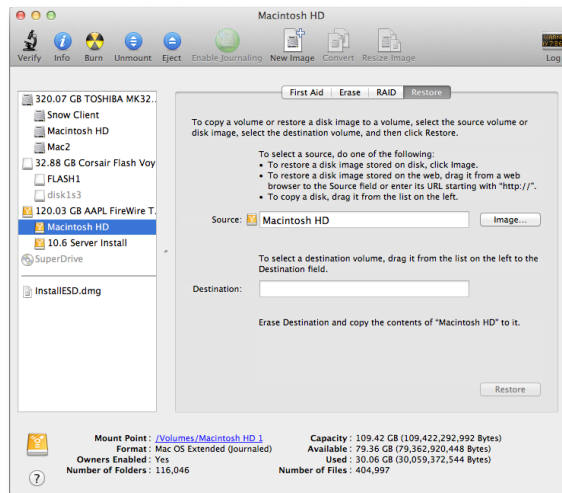 Macintosh HD
Verify Info Burn Unmount Eject Enable Journaling New Image Convert Resize Image Log
First Aid Erase RAID Restore
320.07 GB TOSHIBA MK32..
Snow Client
Macintosh HD
Mac2
32.88 GB Corsair Flash Voy
FLASH1
disk1s3
120.03 GB AAPL FireWire T.
Macintosh HD
10.6 Server Install
SuperDrive
InstallESD.dmg
To copy a volume or restore a disk image to a volume, select the source volume or
disk image, select the destination volume, and then click Restore.
To select a source, do one of the following:
• To restore a disk image stored on disk, click Image.
• To restore a disk image stored on the web, drag it from a web
browser to the Source field or enter its URL starting with "http://".
• To copy a disk, drag it from the list on the left.
Source: Macintosh HD Image...
To select a destination volume, drag it from the list on the left to the
Destination field.
Destination:
Erase Destination and copy the contents of "Macintosh HD" to it.
Restore
Mount Point : /Volumes/Macintosh HD 1
Format : Mac OS Extended (Journaled)
Owners Enabled : Yes
Number of Folders : 116,046
Capacity : 109.42 GB (109,422,292,992 Bytes)
Available : 79.36 GB (79,362,920,448 Bytes)
Used : 30.06 GB (30,059,372,544 Bytes)
Number of Files : 404,997
?